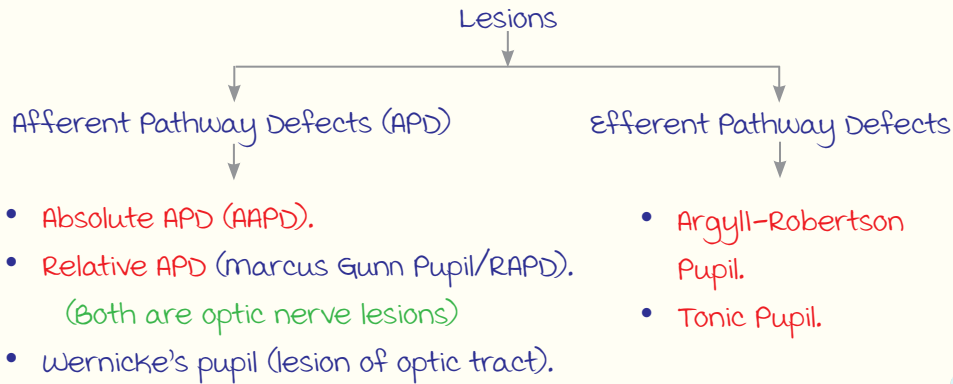 Lesions
Afferent Pathway Defects (APD)
Efferent Pathway Defects
• Absolute APD (AAPD).
• Relative APD (Marcus Gunn Pupil/RAPD).
(Both are optic nerve lesions)
• Wernicke's pupil (lesion of optic tract).
• Argyll-Robertson
Pupil.
• Tonic Pupil.